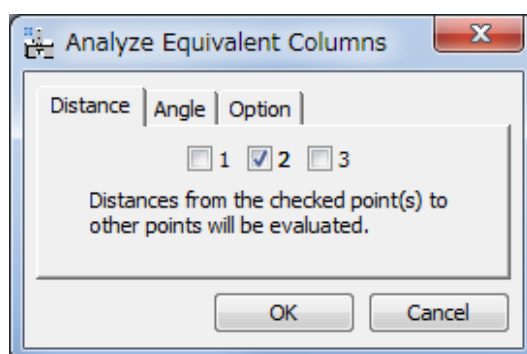 Analyze Equivalent Columns
Distance Angle Option
1 2 3
Distances from the checked point(s) to
other points will be evaluated.
OK Cancel